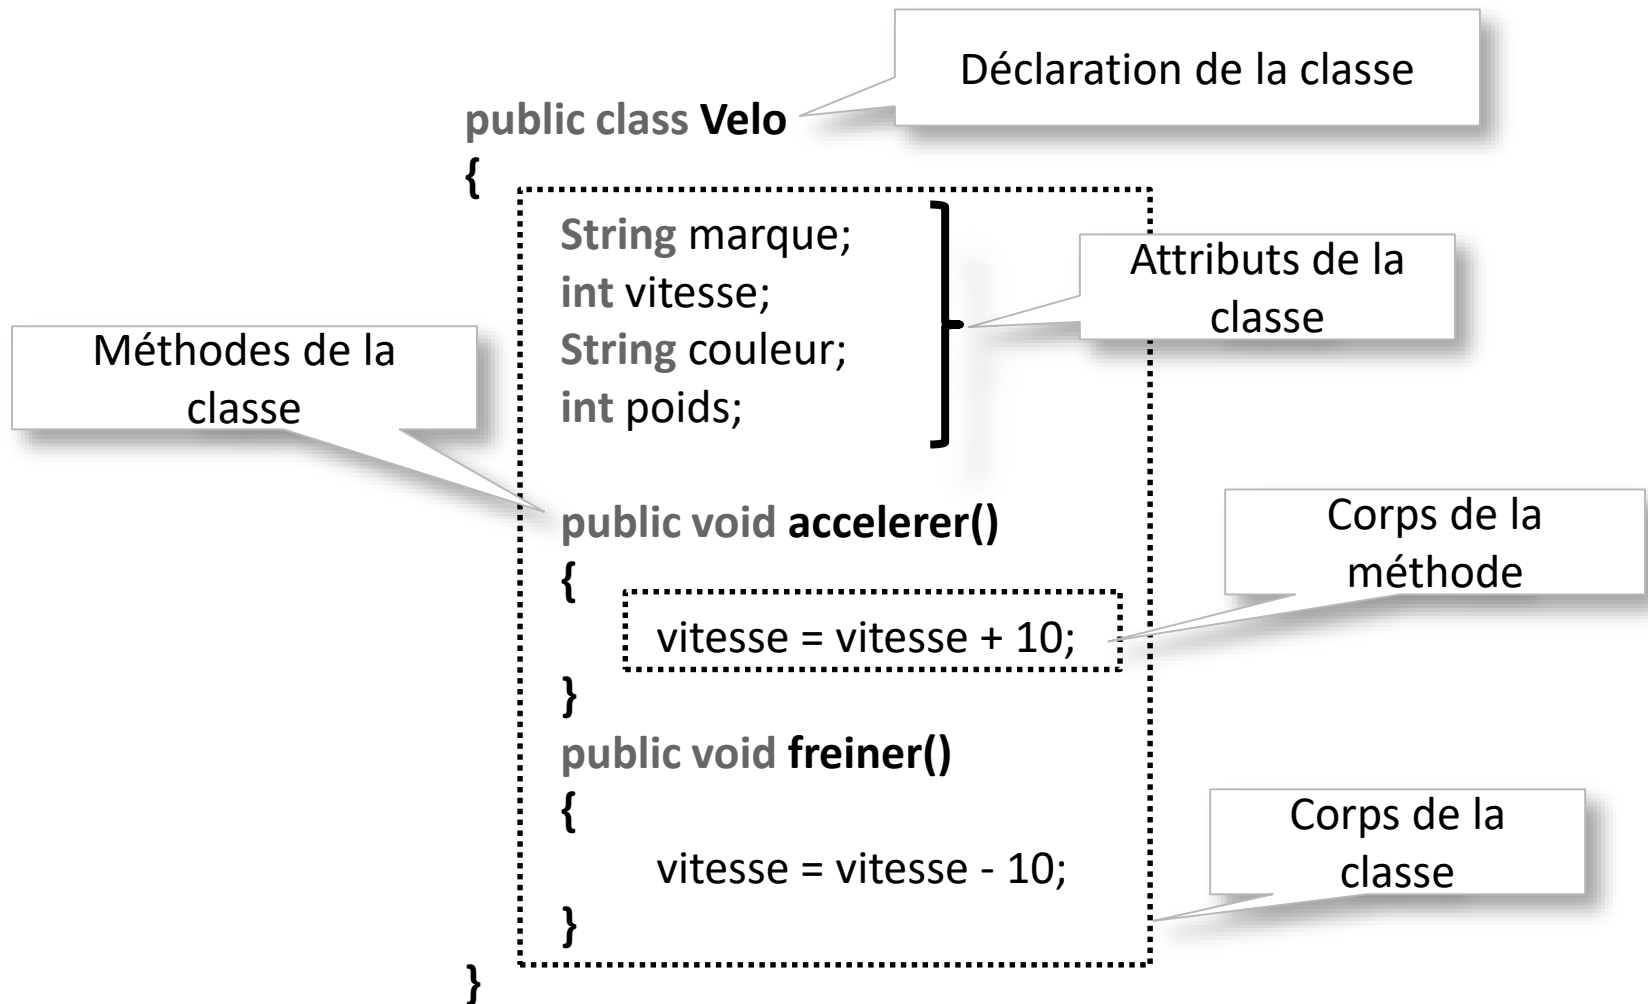 Déclaration de la classe
public class Velo
{
String marque;
int vitesse;
String couleur;
int poids;
Attributs de la
classe
Méthodes de la
classe
public void accelerer()
{
vitesse = vitesse + 10;
}
Corps de la
méthode
public void freiner()
{
vitesse = vitesse - 10;
}
Corps de la
classe
}